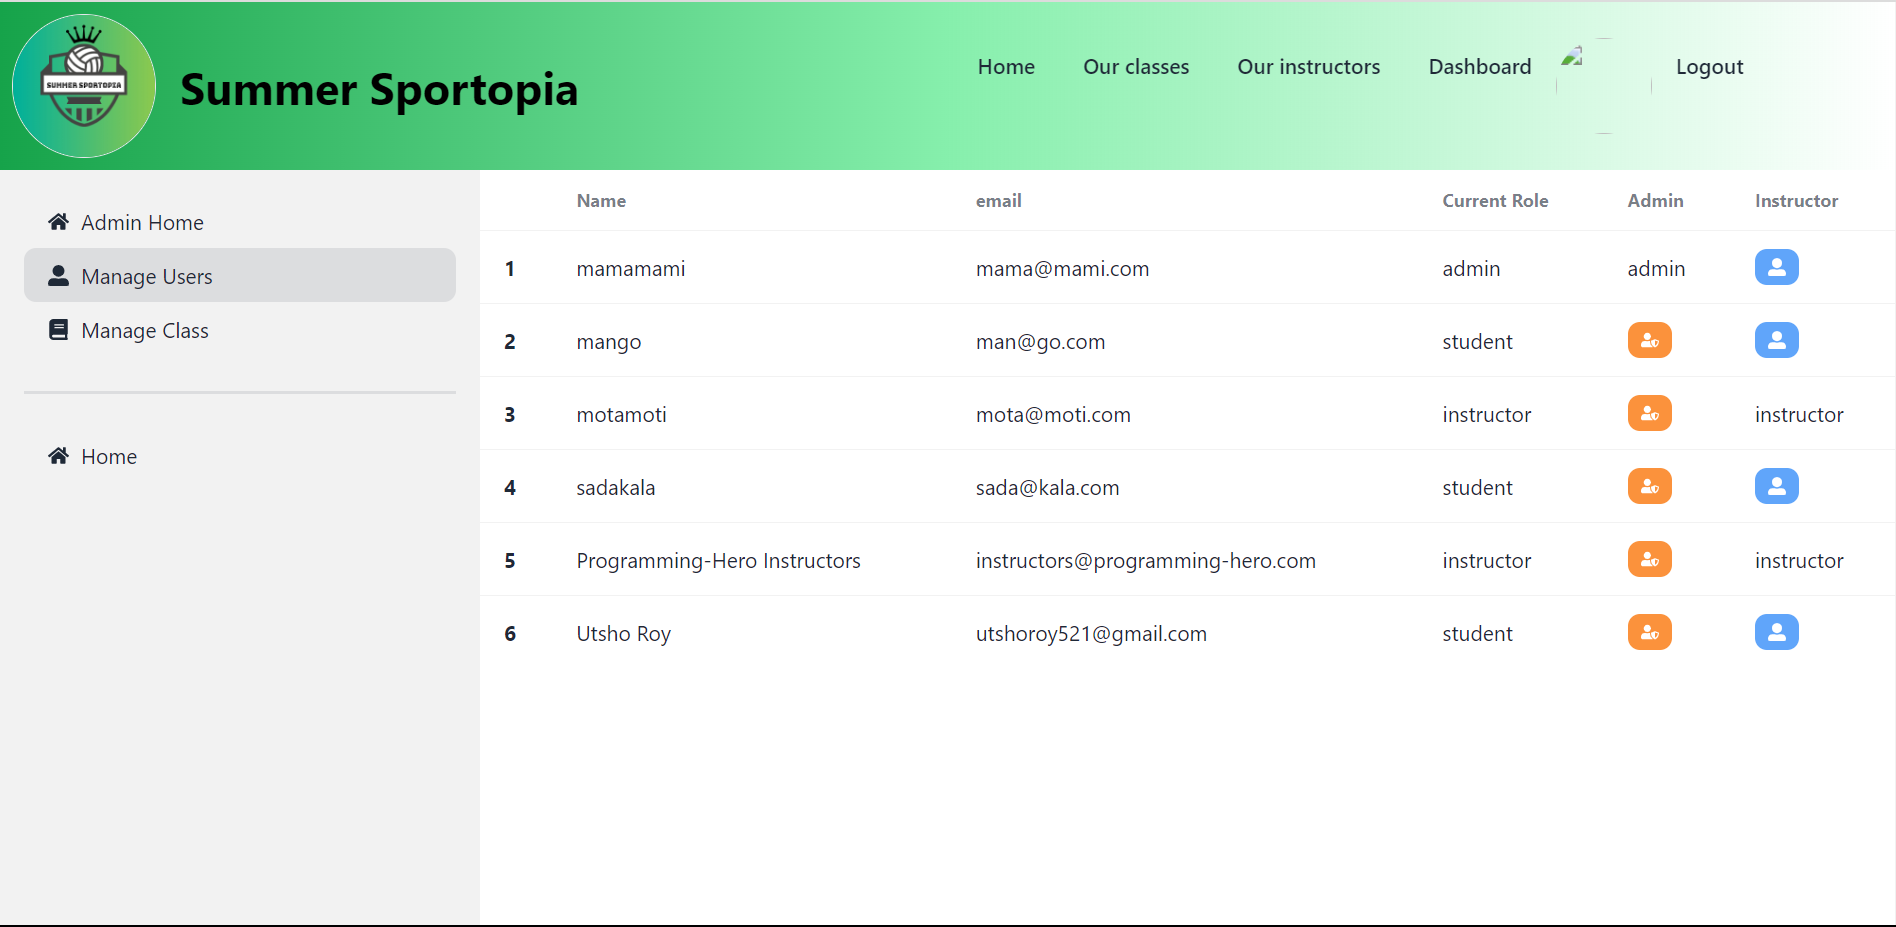 SUMMER SPORTOPIA
Summer Sportopia
Home Our classes Our instructors Dashboard Logout
Admin Home
Manage Users
Manage Class
Home
Name email Current Role Admin Instructor
1 mamamami mama@mami.com admin admin
2 mango man@go.com student
3 motamoti mota@moti.com instructor instructor
4 sadakala sada@kala.com student
5 Programming-Hero Instructors instructors@programming-hero.com instructor instructor
6 Utsho Roy utshoroy521@gmail.com student